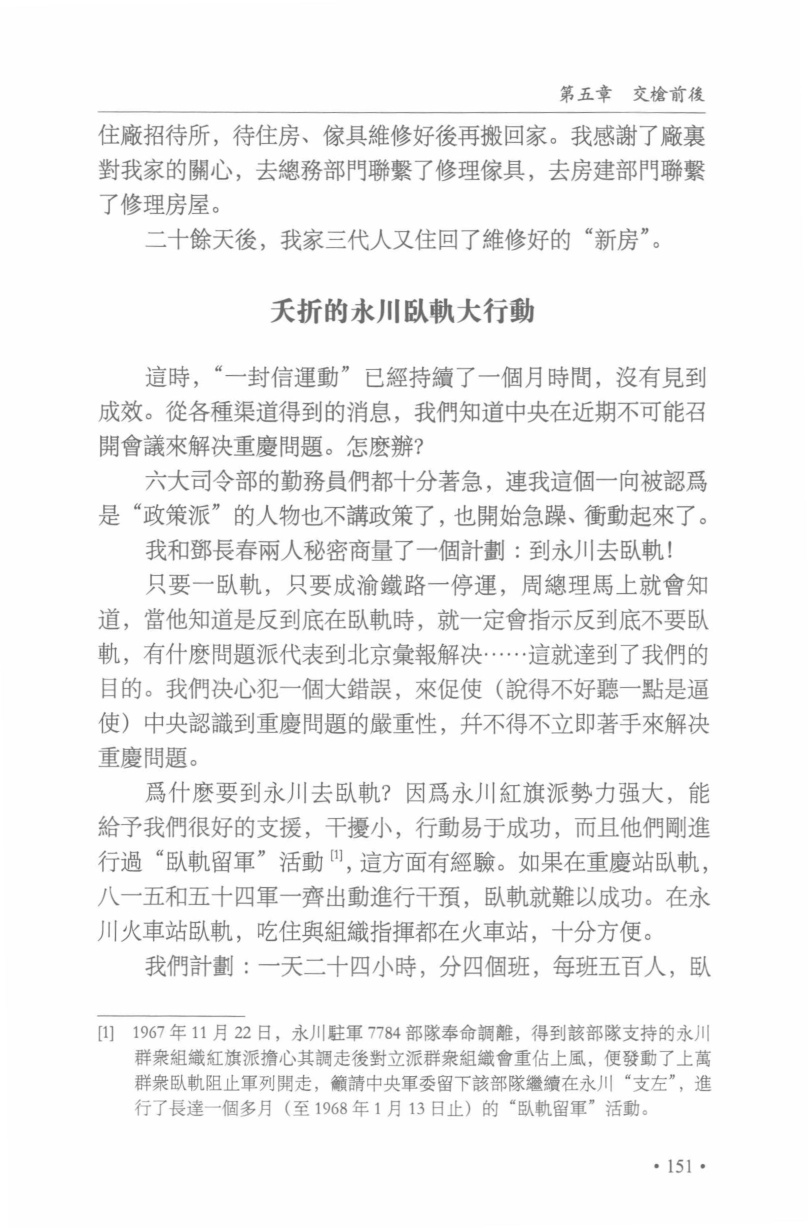 第五章　交槍前後
住廠招待所，待住房、傢具維修好後再搬回家。我感謝了廠裏
對我家的關心，去總務部門聯繫了修理傢具，去房建部門聯繫
了修理房屋。
二十餘天後，我家三代人又住回了維修好的“新房”。
夭折的永川臥軌大行動
這時，“一封信運動”已經持續了一個月時間，沒有見到
成效。從各種渠道得到的消息，我們知道中央在近期不可能召
開會議來解决重慶問題。怎麼辦？
六大司令部的勤務員們都十分著急，連我這個一向被認爲
是“政策派”的人物也不講政策了，也開始急躁、衝動起來了。
我和鄧長春兩人秘密商量了一個計劃：到永川去臥軌！
只要一臥軌，只要成渝鐵路一停運，周總理馬上就會知
道，當他知道是反到底在臥軌時，就一定會指示反到底不要臥
軌，有什麽問題派代表到北京彙報解决……這就達到了我們的
目的。我們决心犯一個大錯誤，來促使（說得不好聽一點是逼
使）中央認識到重慶問題的嚴重性，幷不得不立即著手來解决
重慶問題。
爲什麽要到永川去臥軌？因爲永川紅旗派勢力强大，能
給予我們很好的支援，干擾小，行動易于成功，而且他們剛進
行過“臥軌留軍”活動[1]，這方面有經驗。如果在重慶站臥軌，
八一五和五十四軍一齊出動進行干預，臥軌就難以成功。在永
川火車站臥軌，吃住與組織指揮都在火車站，十分方便。
我們計劃：一天二十四小時，分四個班，每班五百人，臥
[1] 1967 年 11 月 22 日，永川駐軍 7784 部隊奉命調離，得到該部隊支持的永川
群衆組織紅旗派擔心其調走後對立派群衆組織會重佔上風，便發動了上萬
群衆臥軌阻止軍列開走，籲請中央軍委留下該部隊繼續在永川“支左”，進
行了長達一個多月（至 1968 年 1 月 13 日止）的“臥軌留軍”活動。
• 151 •